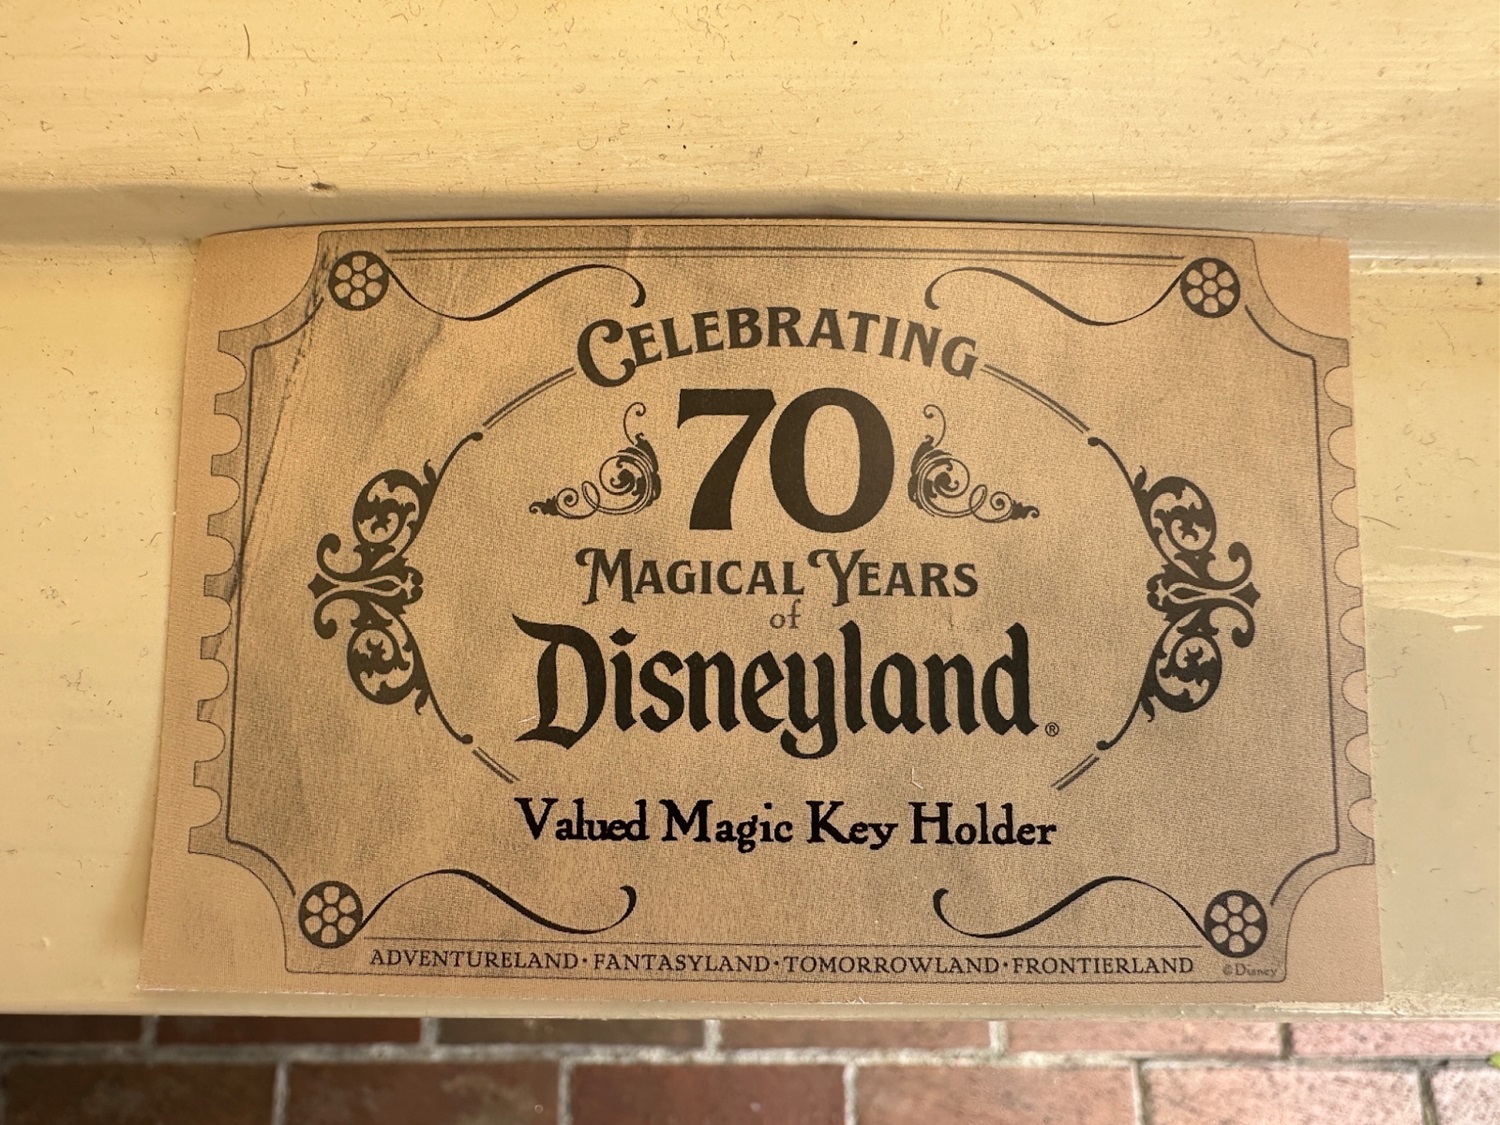 CELEBRATING
70
MAGICAL YEARS
of
Disneyland®
Valued Magic Key Holder
ADVENTURELAND · FANTASYLAND · TOMORROWLAND · FRONTIERLAND
©Disney